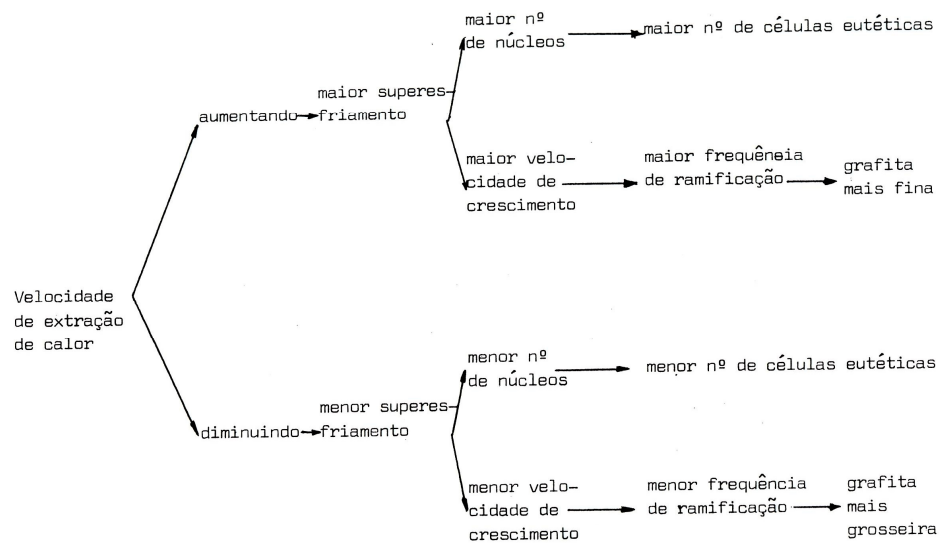 maior nº
de núcleos
maior nº de células eutéticas
maior superes-
aumentando friamento
maior velo-
cidade de
crescimento
maior frequência
de ramificação
grafita
mais fina
Velocidade
de extração
de calor
menor nº
de núcleos
menor nº de células eutéticas
menor superes-
diminuindo friamento
menor velo-
cidade de
crescimento
menor frequência
de ramificação
grafita
mais
grosseira